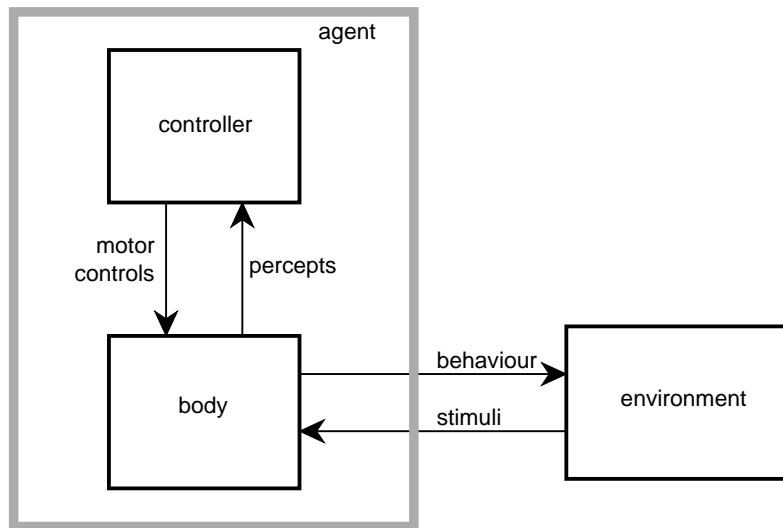 agent
controller
motor
controls
percepts
behaviour
body
environment
stimuli